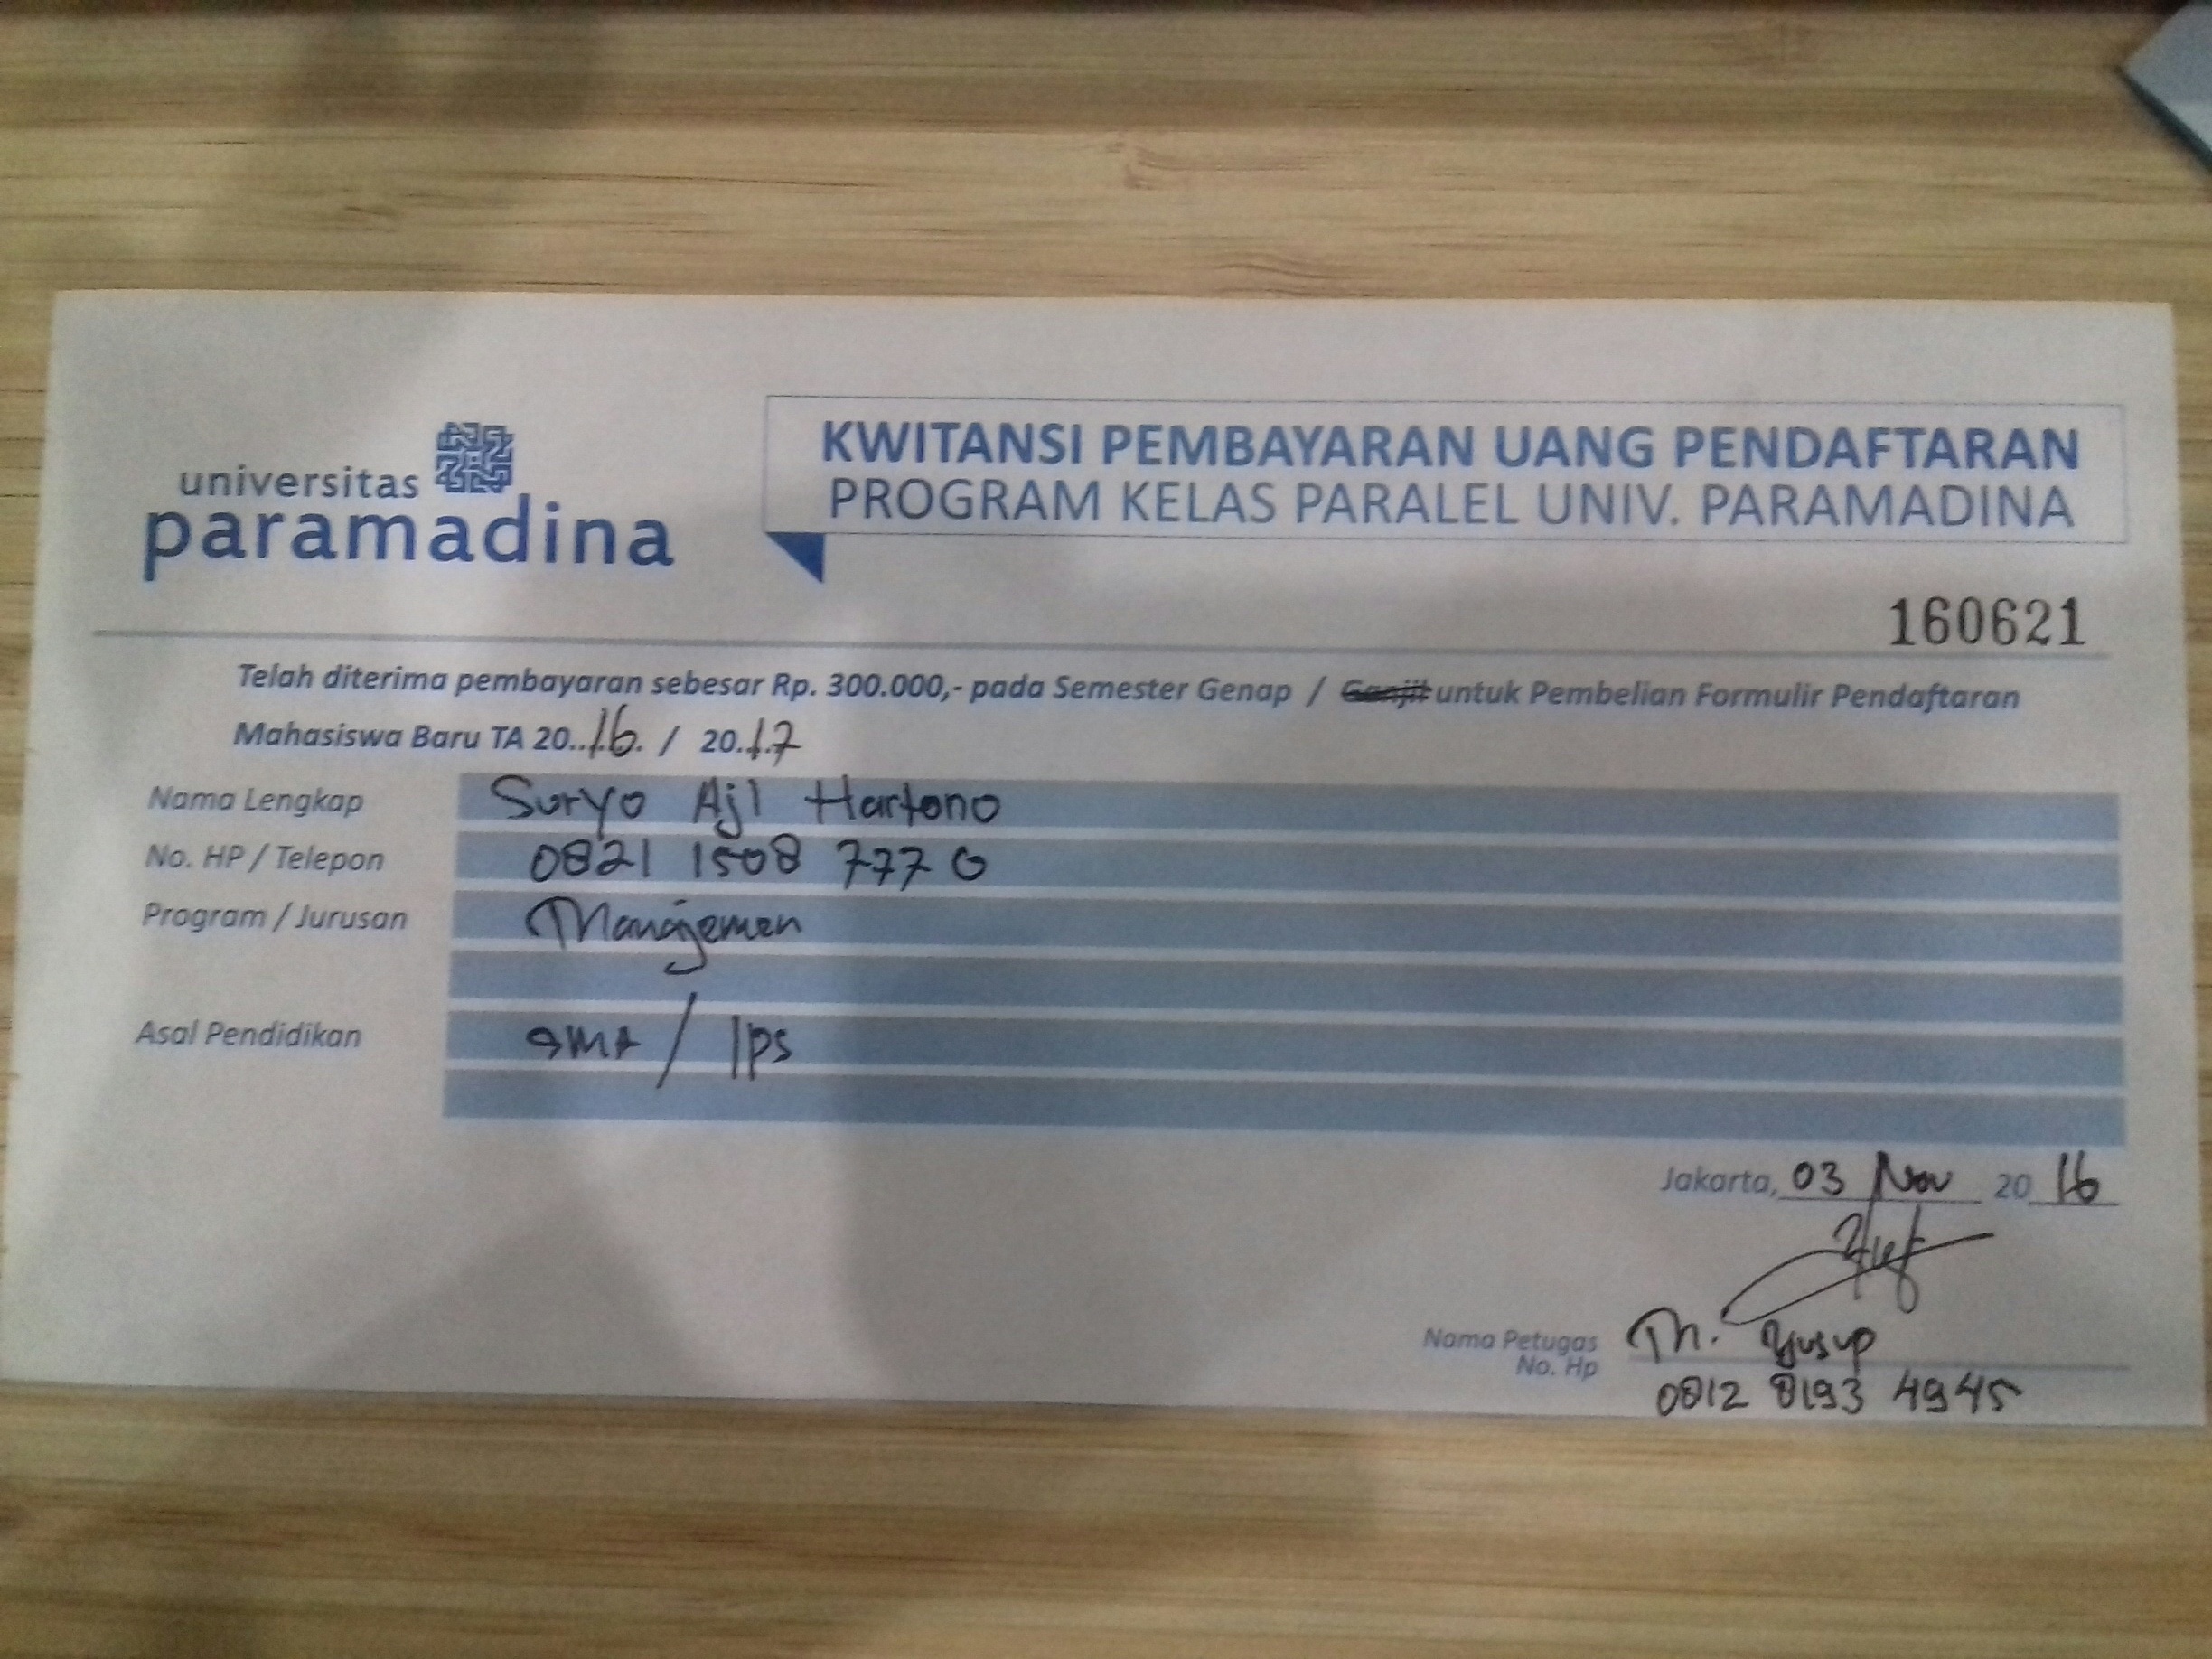 universitas
paramadina
KWITANSI PEMBAYARAN UANG PENDAFTARAN
PROGRAM KELAS PARALEL UNIV. PARAMADINA
160621
Telah diterima pembayaran sebesar Rp. 300.000,- pada Semester Genap / Ganjil untuk Pembelian Formulir Pendaftaran
Mahasiswa Baru TA 20..16. / 20.17
Nama Lengkap Suryo Aji Hartono
No. HP / Telepon 0821 1508 7770
Program / Jurusan Manajemen
Asal Pendidikan SMA / IPS
Jakarta, 03 Nov 20 16
Nama Petugas Th. Yusup
No. Hp 0812 8193 4945